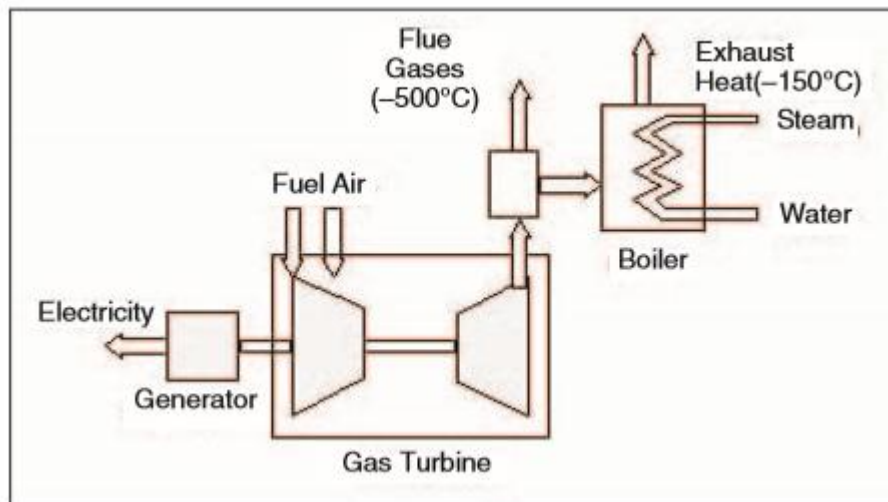 Flue
Gases
(–500°C)
Exhaust
Heat(–150°C)
Steam
Water
Boiler
Fuel Air
Electricity
Generator
Gas Turbine